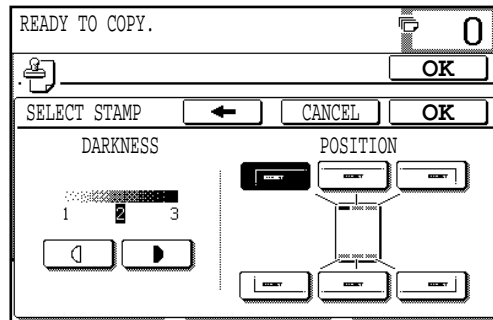 READY TO COPY. 0
OK
SELECT STAMP CANCEL OK
DARKNESS POSITION
1 2 3